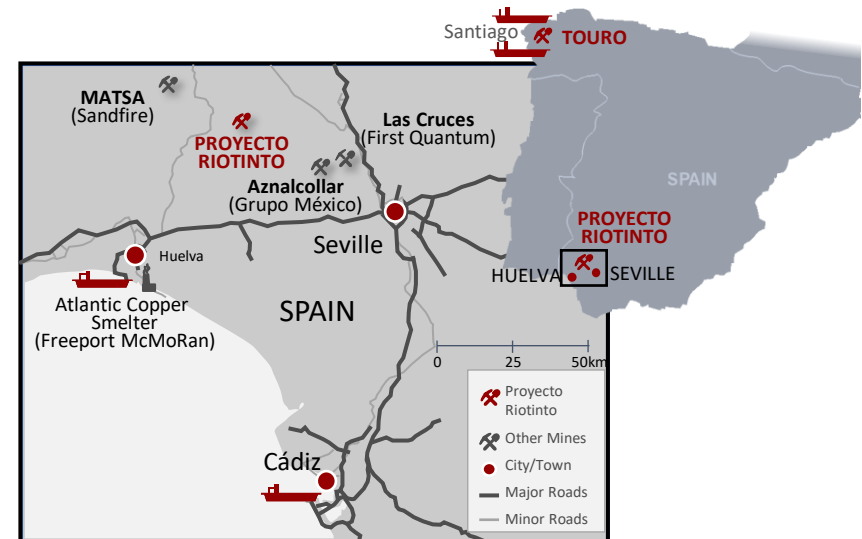 Santiago
TOURO
MATSA
(Sandfire)
PROYECTO
RIOTINTO
Las Cruces
(First Quantum)
Aznalcollar
(Grupo México)
SPAIN
PROYECTO
RIOTINTO
HUELVA
SEVILLE
Seville
Huelva
Atlantic Copper
Smelter
(Freeport McMoRan)
SPAIN
0 25 50km
Cádiz
Proyecto
Riotinto
Other Mines
City/Town
Major Roads
Minor Roads